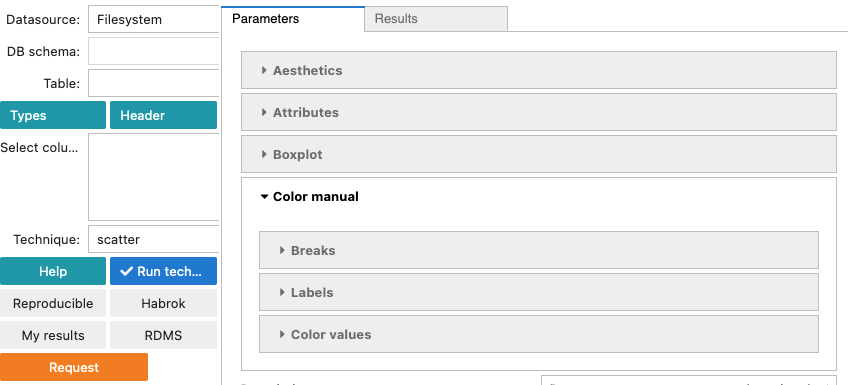 Datasource: Filesystem
DB schema:
Table:
Types Header
Select colu...
Technique: scatter
Help Run tech...
Reproducible Habrok
My results RDMS
Request
Parameters Results
Aesthetics
Attributes
Boxplot
Color manual
Breaks
Labels
Color values